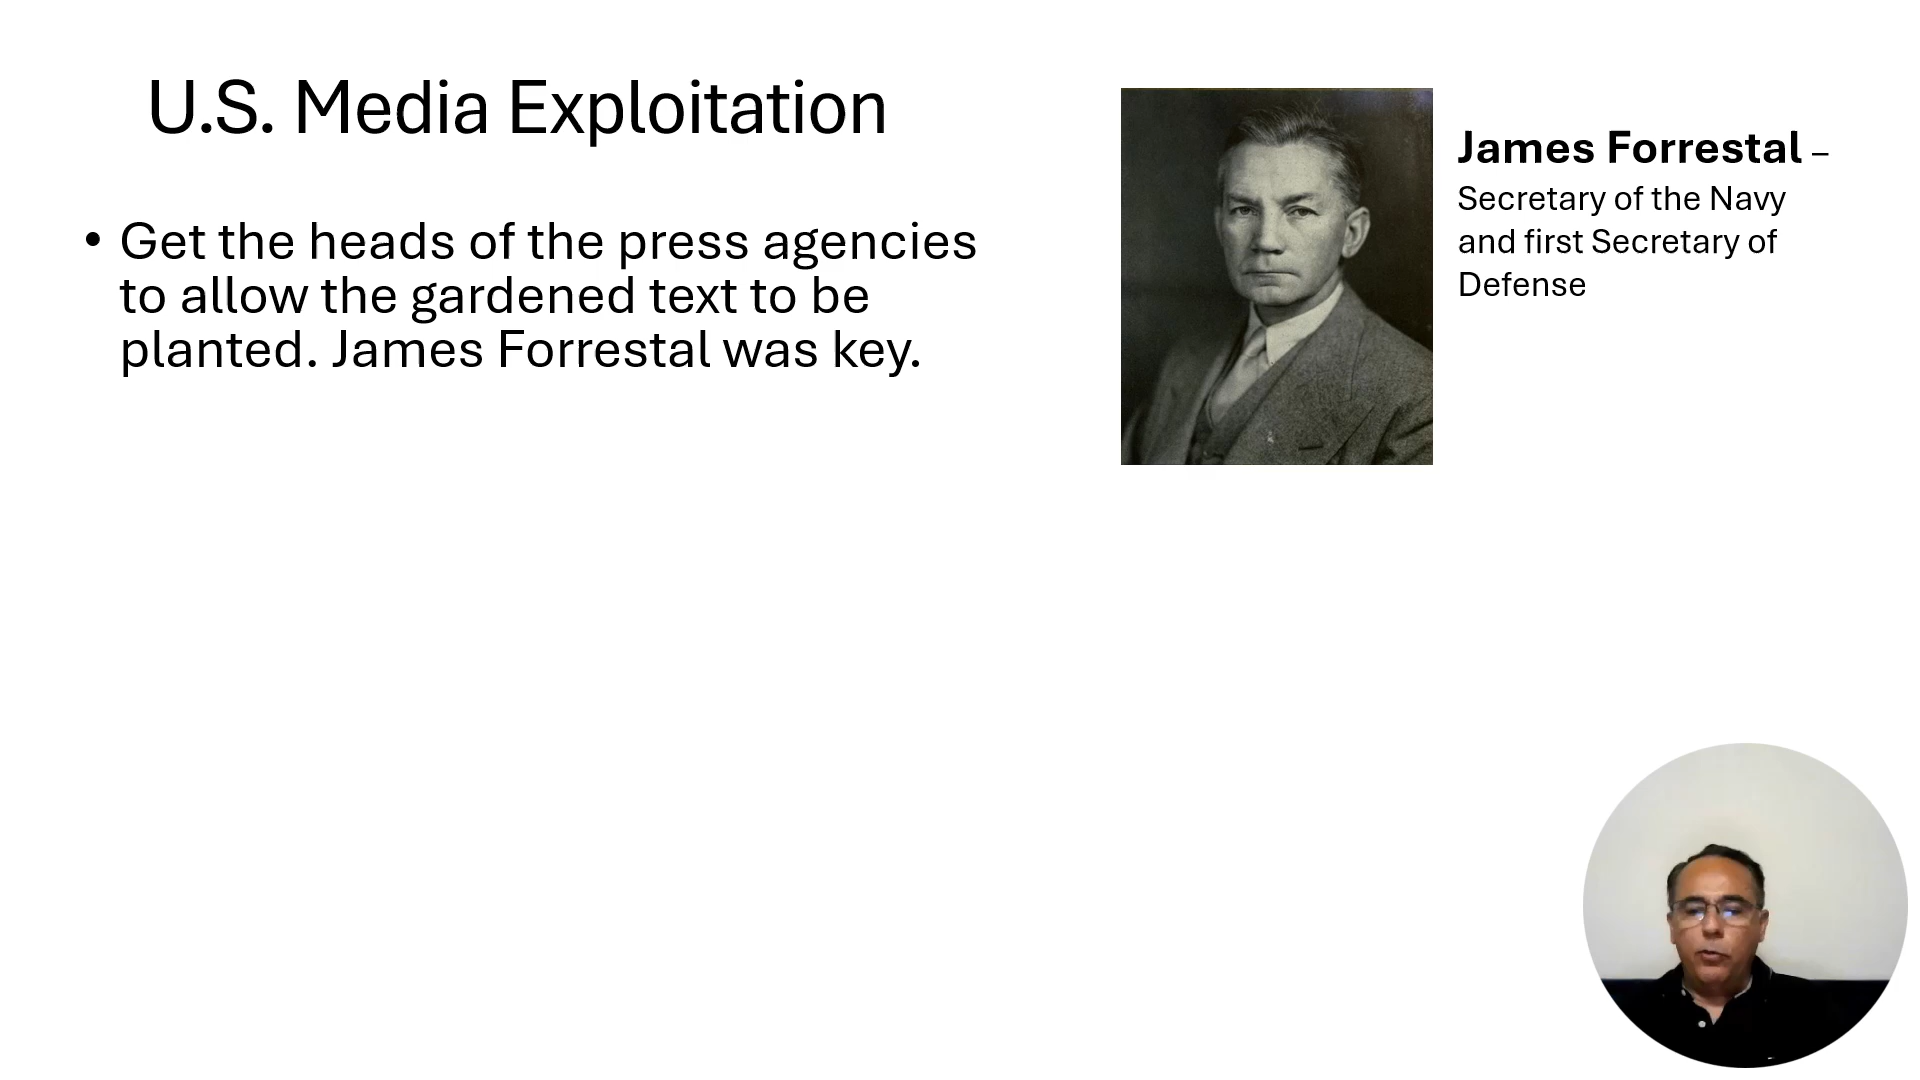 U.S. Media Exploitation
• Get the heads of the press agencies
to allow the gardened text to be
planted. James Forrestal was key.
James Forrestal –
Secretary of the Navy
and first Secretary of
Defense